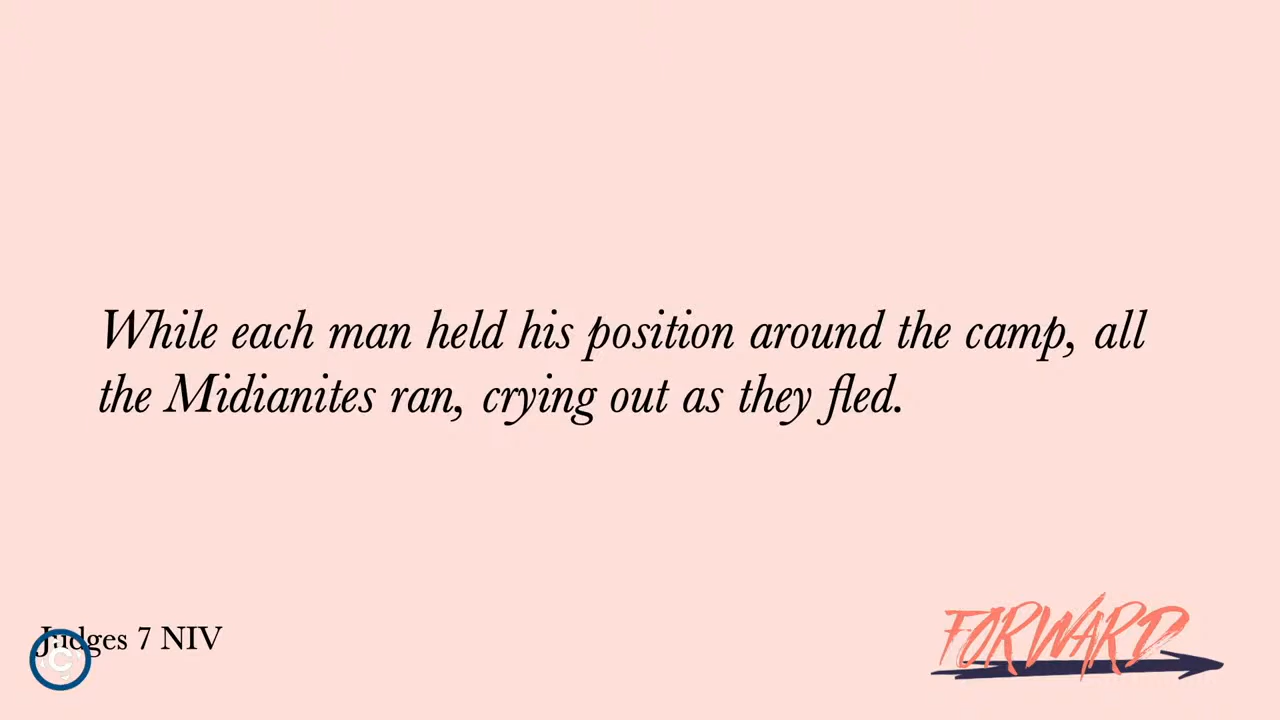 While each man held his position around the camp, all
the Midianites ran, crying out as they fled.
Judges 7 NIV
C
FORWARD